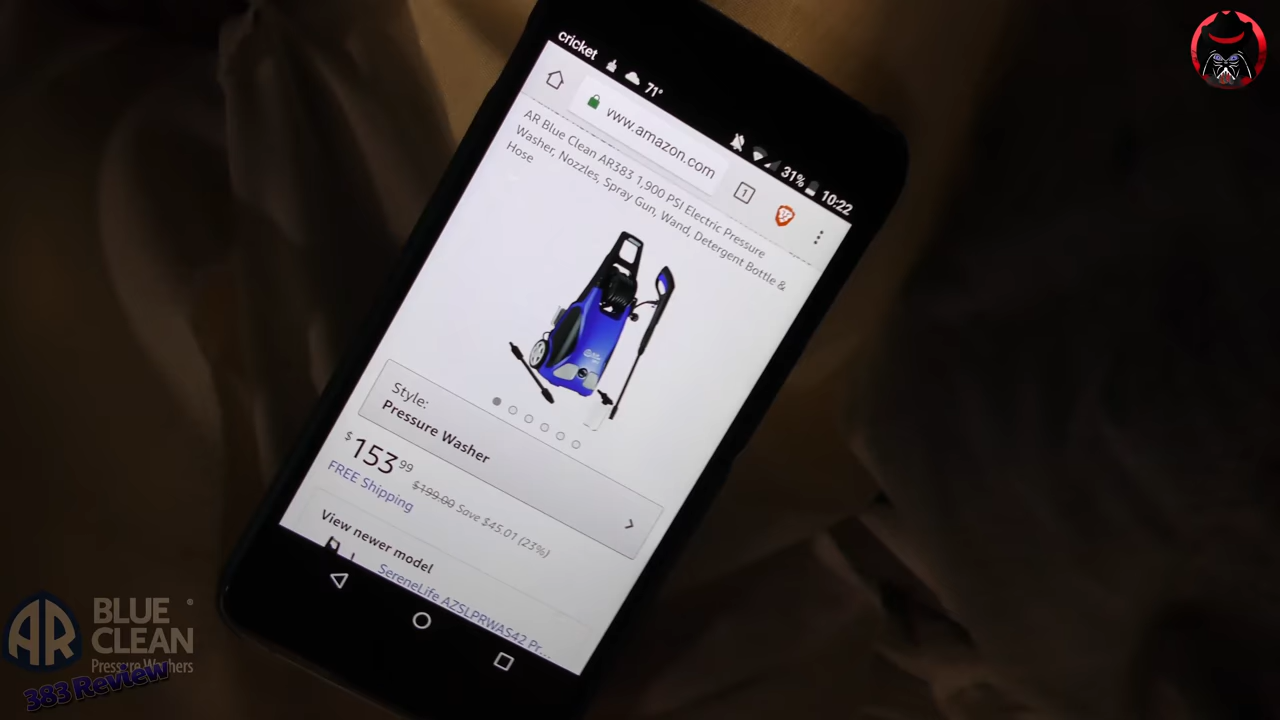 cricket 71° 31% 10:22
www.amazon.com 1
AR Blue Clean AR383 1,900 PSI Electric Pressure
Washer, Nozzles, Spray Gun, Wand, Detergent Bottle &
Hose
Style:
Pressure Washer
$153.99
$199.00 Save $45.01 (23%)
FREE Shipping
View newer model
SereneLife AZSLPRWAS42 Pr...
AR BLUE
CLEAN
Pressure Washers
383 Review